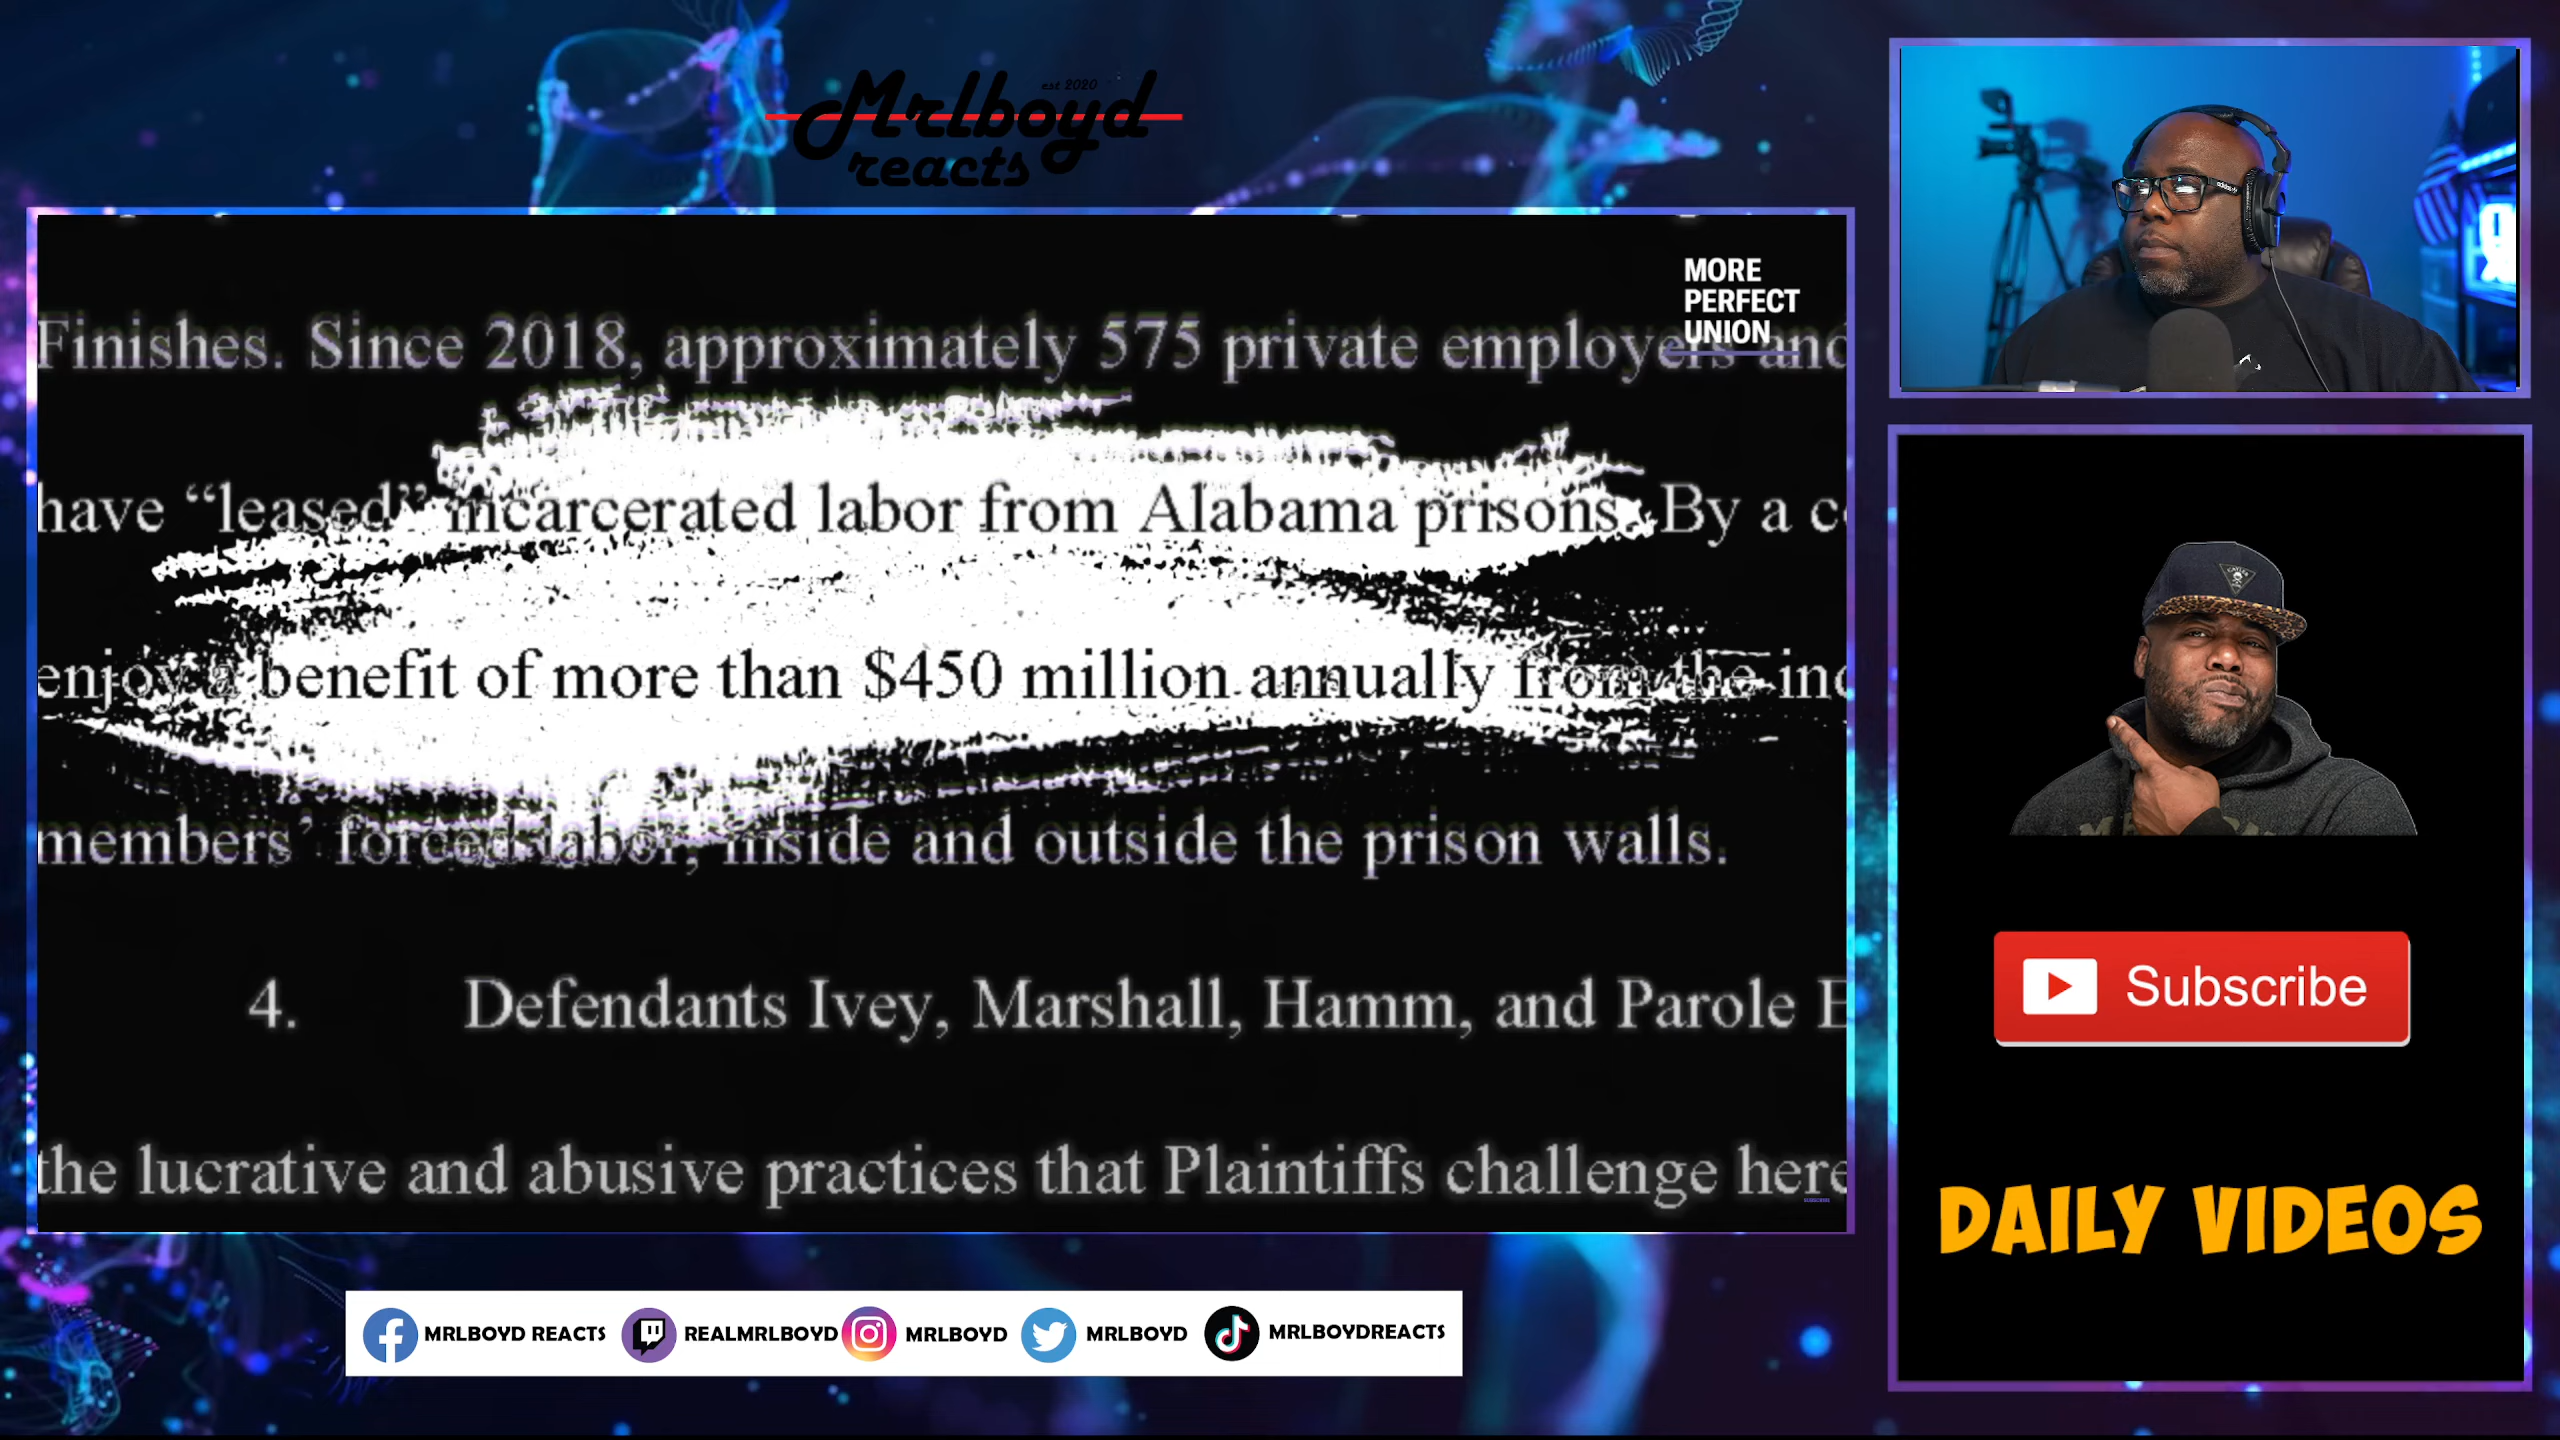 Mrlboyd
est 2020
reacts
MORE
PERFECT
UNION
Finishes. Since 2018, approximately 575 private employers and
have “leased” incarcerated labor from Alabama prisons. By a c
enjoy a benefit of more than $450 million annually from the inc
members’ forced labor, inside and outside the prison walls.
4. Defendants Ivey, Marshall, Hamm, and Parole
the lucrative and abusive practices that Plaintiffs challenge here
SUBSCRIBE
Subscribe
DAILY VIDEOS
MRLBOYD REACTS
REALMRLBOYD
MRLBOYD
MRLBOYD
MRLBOYDREACTS